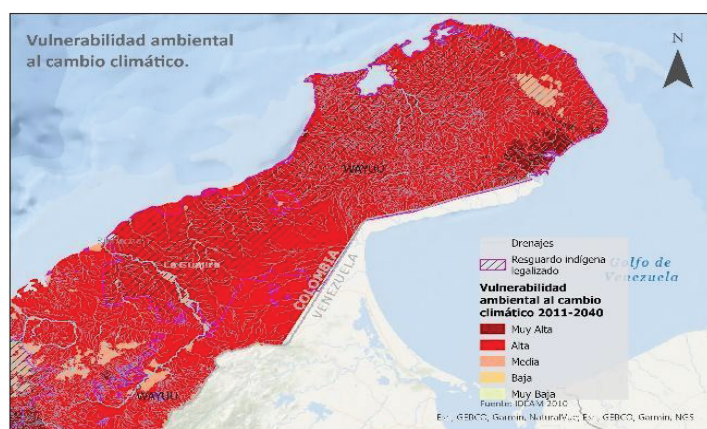 Vulnerabilidad ambiental
al cambio climático.
N
WAYUU
La Guajira
COLOMBIA
VENEZUELA
Golfo de
Venezuela
WAYUU
Drenajes
Resguardo indígena
legalizado
Vulnerabilidad
ambiental al cambio
climático 2011-2040
Muy Alta
Alta
Media
Baja
Muy Baja
Fuente: IDEAM 2010
Esri, GEBCO, Garmin, NaturalVue; Esri, GEBCO, Garmin, NGS